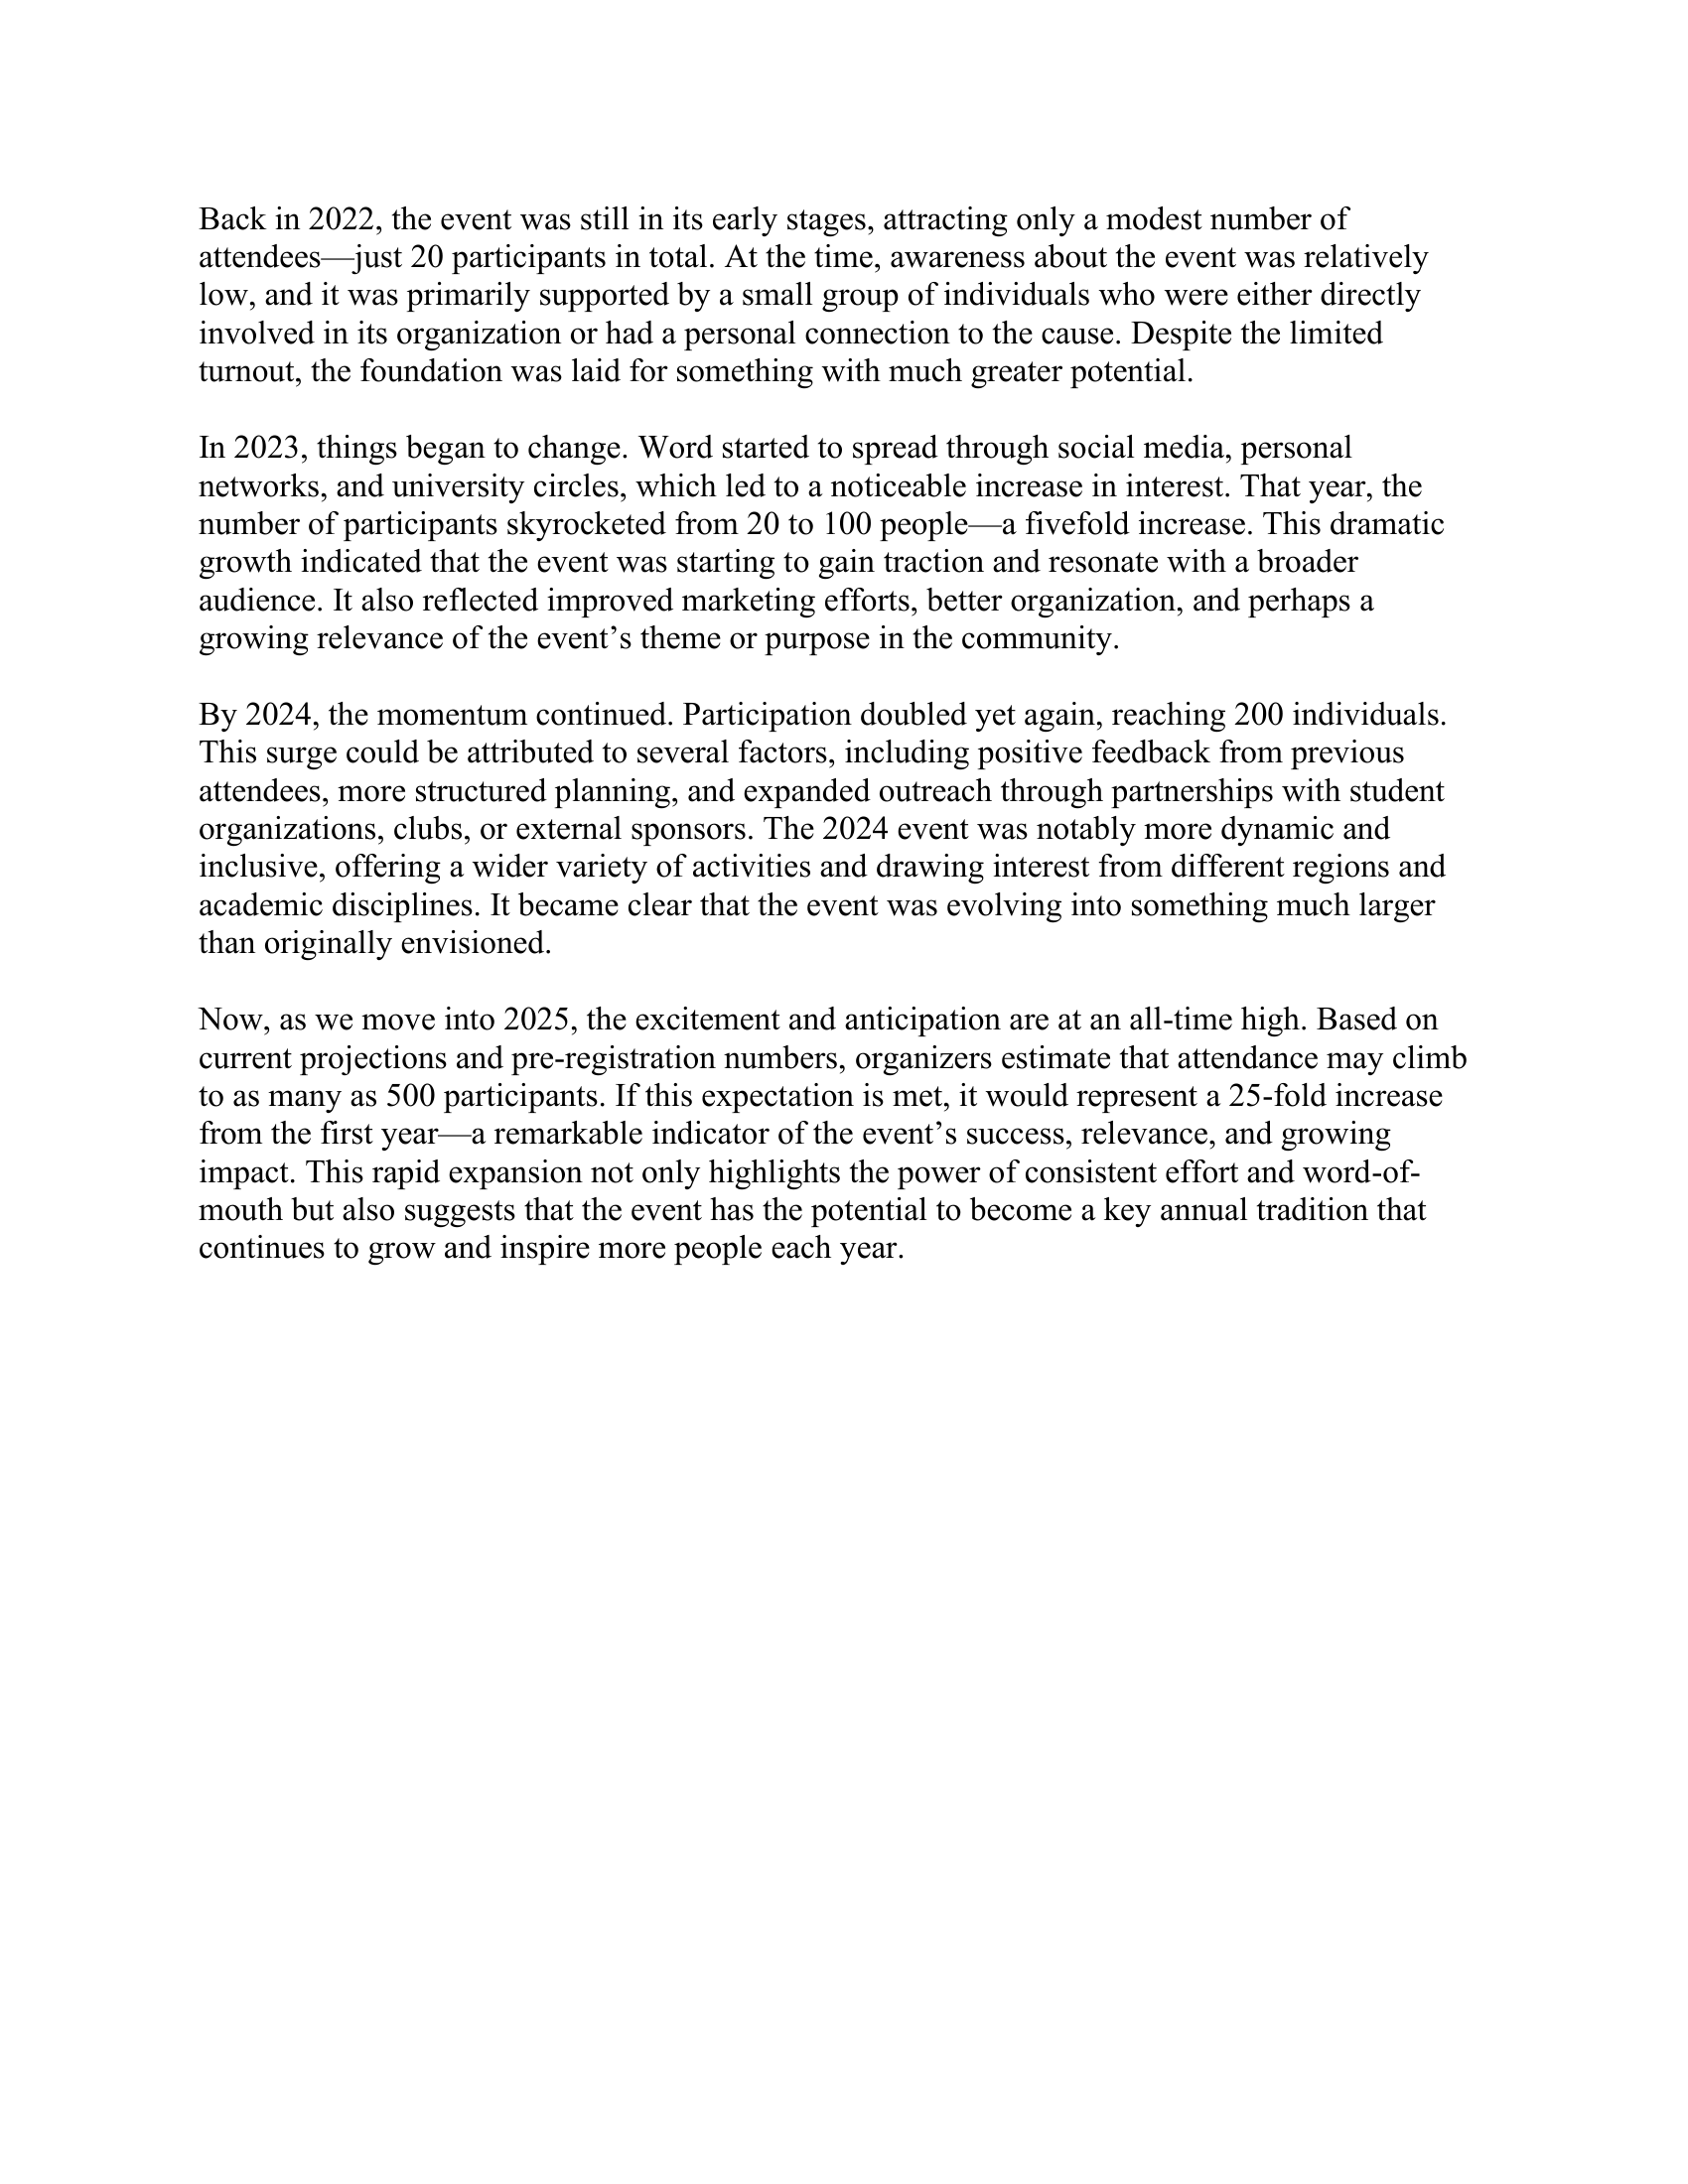 Back in 2022, the event was still in its early stages, attracting only a modest number of
attendees—just 20 participants in total. At the time, awareness about the event was relatively
low, and it was primarily supported by a small group of individuals who were either directly
involved in its organization or had a personal connection to the cause. Despite the limited
turnout, the foundation was laid for something with much greater potential.
In 2023, things began to change. Word started to spread through social media, personal
networks, and university circles, which led to a noticeable increase in interest. That year, the
number of participants skyrocketed from 20 to 100 people—a fivefold increase. This dramatic
growth indicated that the event was starting to gain traction and resonate with a broader
audience. It also reflected improved marketing efforts, better organization, and perhaps a
growing relevance of the event’s theme or purpose in the community.
By 2024, the momentum continued. Participation doubled yet again, reaching 200 individuals.
This surge could be attributed to several factors, including positive feedback from previous
attendees, more structured planning, and expanded outreach through partnerships with student
organizations, clubs, or external sponsors. The 2024 event was notably more dynamic and
inclusive, offering a wider variety of activities and drawing interest from different regions and
academic disciplines. It became clear that the event was evolving into something much larger
than originally envisioned.
Now, as we move into 2025, the excitement and anticipation are at an all-time high. Based on
current projections and pre-registration numbers, organizers estimate that attendance may climb
to as many as 500 participants. If this expectation is met, it would represent a 25-fold increase
from the first year—a remarkable indicator of the event’s success, relevance, and growing
impact. This rapid expansion not only highlights the power of consistent effort and word-of-
mouth but also suggests that the event has the potential to become a key annual tradition that
continues to grow and inspire more people each year.